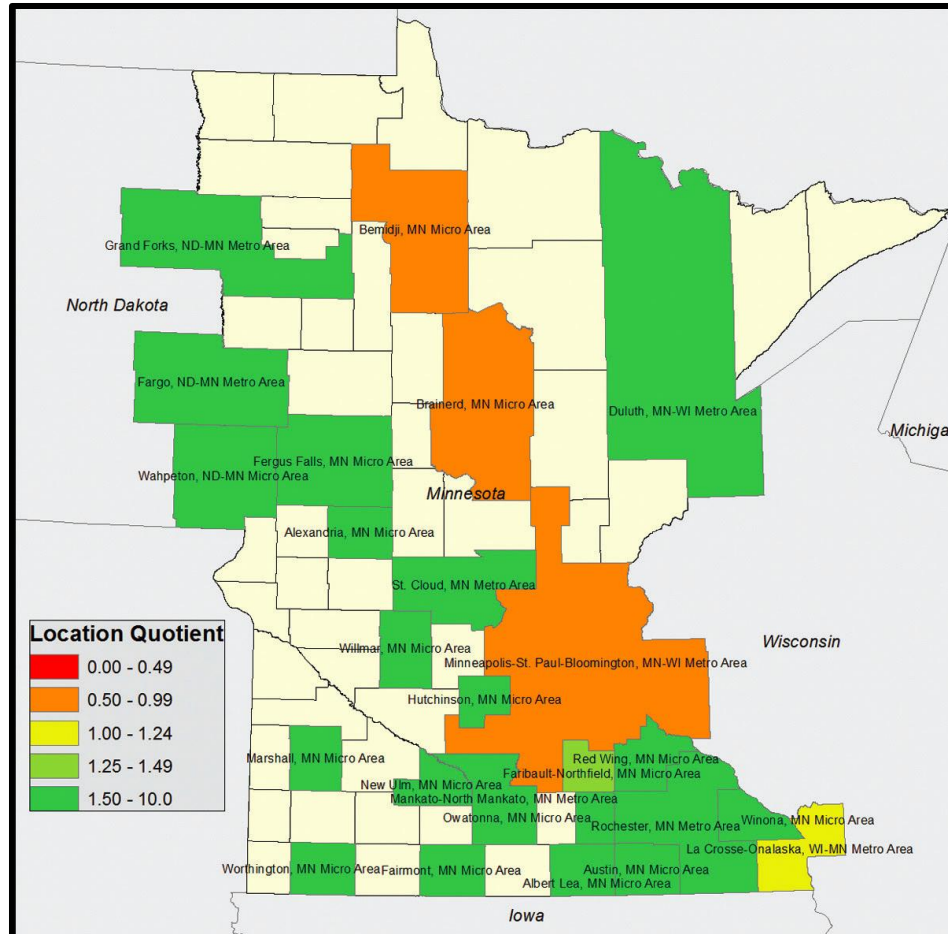 Bemidji, MN Micro Area
Grand Forks, ND-MN Metro Area
North Dakota
Fargo, ND-MN Metro Area
Brainerd, MN Micro Area
Duluth, MN-WI Metro Area
Michiga
Fergus Falls, MN Micro Area
Wahpeton, ND-MN Micro Area
Minnesota
Alexandria, MN Micro Area
St. Cloud, MN Metro Area
Location Quotient
0.00 - 0.49
0.50 - 0.99
1.00 - 1.24
1.25 - 1.49
1.50 - 10.0
Wisconsin
Willmar, MN Micro Area
Minneapolis-St. Paul-Bloomington, MN-WI Metro Area
Hutchinson, MN Micro Area
Marshall, MN Micro Area
Red Wing, MN Micro Area
Faribault-Northfield, MN Micro Area
New Ulm, MN Micro Area
Mankato-North Mankato, MN Metro Area
Owatonna, MN Micro Area
Rochester, MN Metro Area
Winona, MN Micro Area
La Crosse-Onalaska, WI-MN Metro Area
Worthington, MN Micro Area
Fairmont, MN Micro Area
Austin, MN Micro Area
Albert Lea, MN Micro Area
Iowa